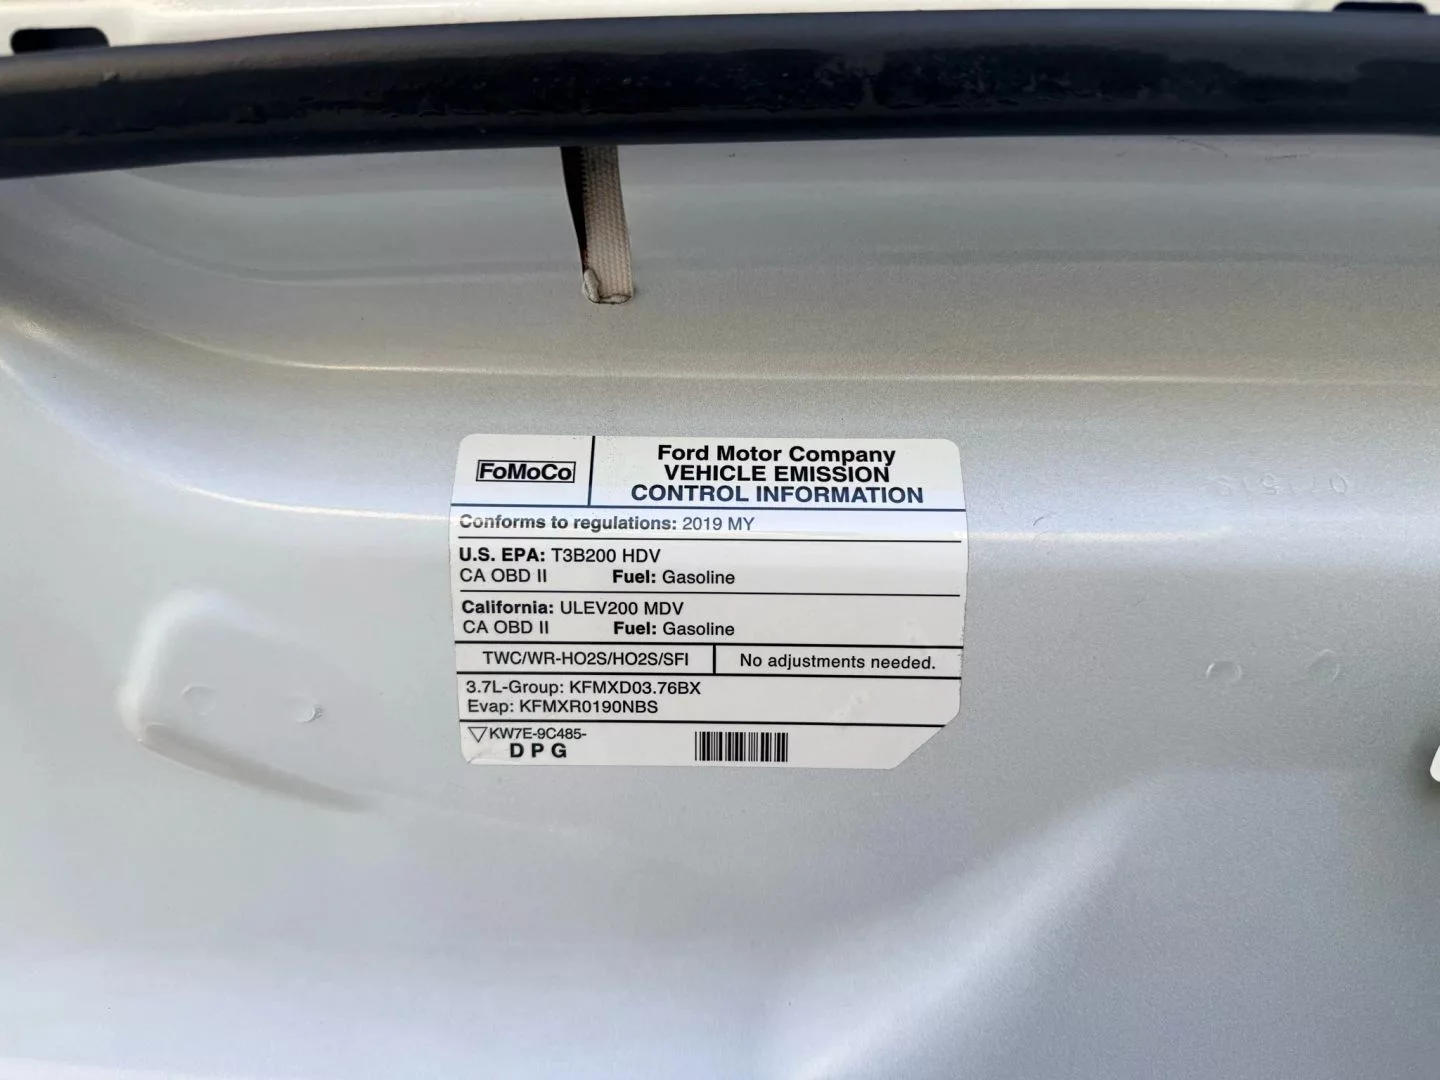 FoMoCo
Ford Motor Company
VEHICLE EMISSION
CONTROL INFORMATION
Conforms to regulations: 2019 MY
U.S. EPA: T3B200 HDV
CA OBD II Fuel: Gasoline
California: ULEV200 MDV
CA OBD II Fuel: Gasoline
TWC/WR-HO2S/HO2S/SFI No adjustments needed.
3.7L-Group: KFMXD03.76BX
Evap: KFMXR0190NBS
KW7E-9C485-
D P G